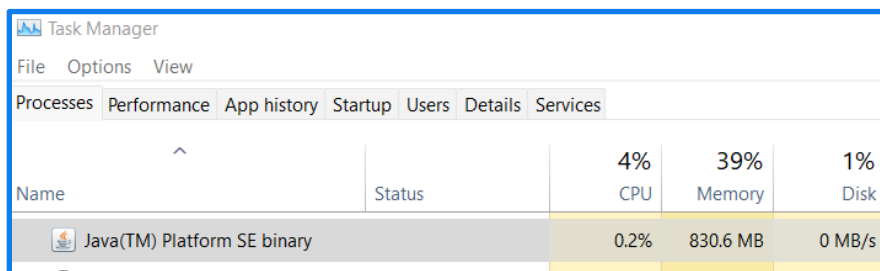 Task Manager
File Options View
Processes Performance App history Startup Users Details Services
4% 39% 1%
Name Status CPU Memory Disk
Java(TM) Platform SE binary 0.2% 830.6 MB 0 MB/s